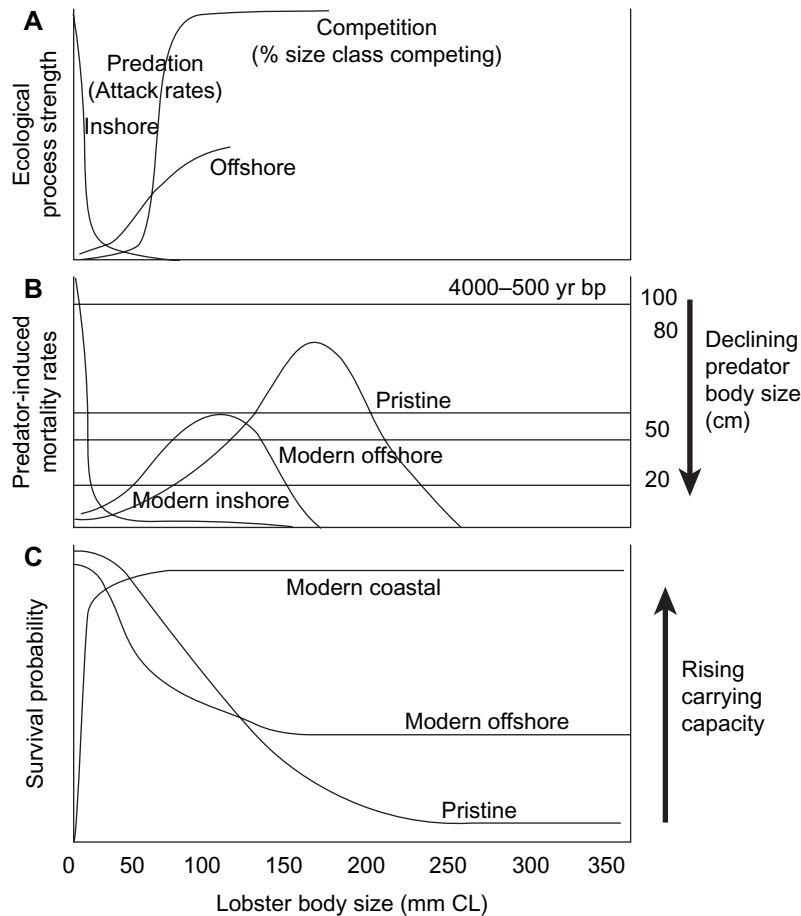 A
Ecological
process strength
Predation
(Attack rates)
Inshore
Competition
(% size class competing)
Offshore
B
Predator-induced
mortality rates
4000–500 yr bp
Pristine
Modern offshore
Modern inshore
100
80
50
20
Declining
predator
body size
(cm)
C
Survival probability
Modern coastal
Modern offshore
Pristine
Rising
carrying
capacity
0 50 100 150 200 250 300 350
Lobster body size (mm CL)